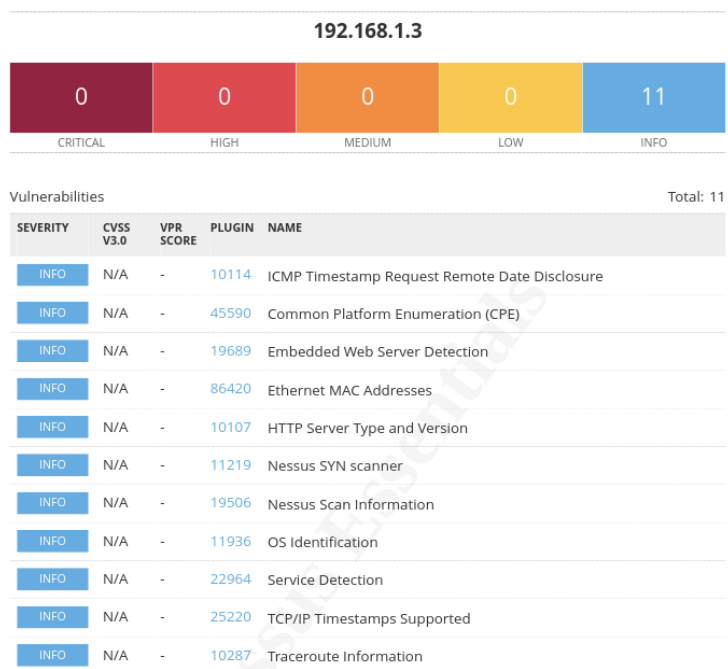 192.168.1.3
0 0 0 0 11
CRITICAL HIGH MEDIUM LOW INFO
Vulnerabilities Total: 11
SEVERITY CVSS V3.0 VPR SCORE PLUGIN NAME
INFO N/A - 10114 ICMP Timestamp Request Remote Date Disclosure
INFO N/A - 45590 Common Platform Enumeration (CPE)
INFO N/A - 19689 Embedded Web Server Detection
INFO N/A - 86420 Ethernet MAC Addresses
INFO N/A - 10107 HTTP Server Type and Version
INFO N/A - 11219 Nessus SYN scanner
INFO N/A - 19506 Nessus Scan Information
INFO N/A - 11936 OS Identification
INFO N/A - 22964 Service Detection
INFO N/A - 25220 TCP/IP Timestamps Supported
INFO N/A - 10287 Traceroute Information
ssus Essentials